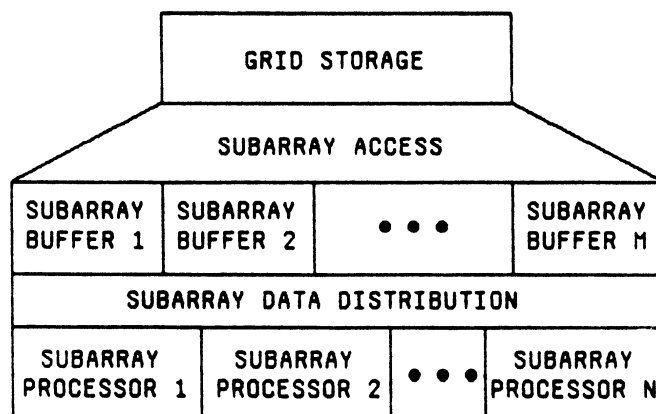 GRID STORAGE
SUBARRAY ACCESS
SUBARRAY BUFFER 1
SUBARRAY BUFFER 2
• • •
SUBARRAY BUFFER M
SUBARRAY DATA DISTRIBUTION
SUBARRAY PROCESSOR 1
SUBARRAY PROCESSOR 2
• • •
SUBARRAY PROCESSOR N